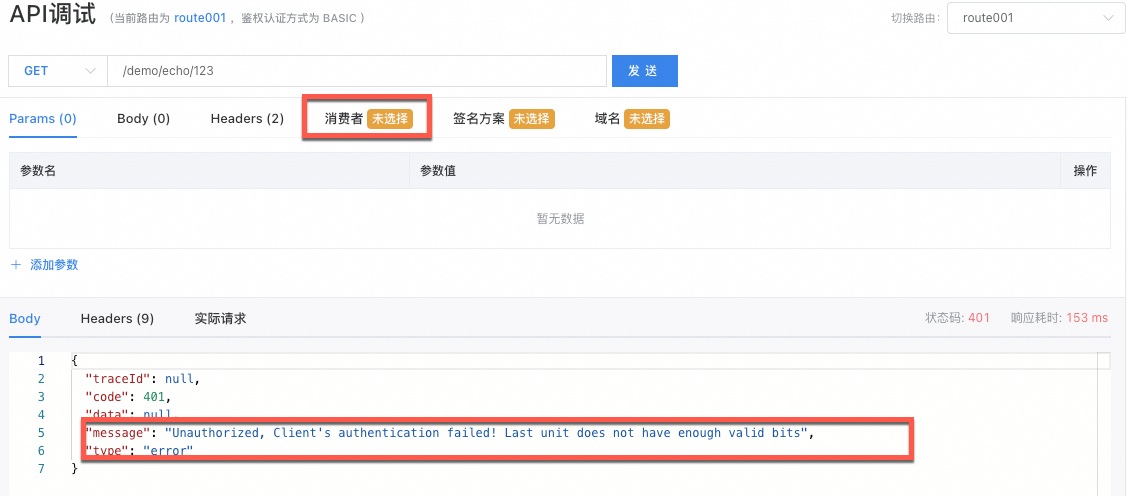 API调试 (当前路由为 route001 ，鉴权认证方式为 BASIC ) 切换路由: route001
GET /demo/echo/123 发 送
Params (0) Body (0) Headers (2) 消费者 未选择 签名方案 未选择 域名 未选择
参数名 参数值 操作
暂无数据
+ 添加参数
Body Headers (9) 实际请求 状态码: 401 响应耗时: 153 ms
1 {
2 "traceId": null,
3 "code": 401,
4 "data": null,
5 "message": "Unauthorized, Client's authentication failed! Last unit does not have enough valid bits",
6 "type": "error"
7 }